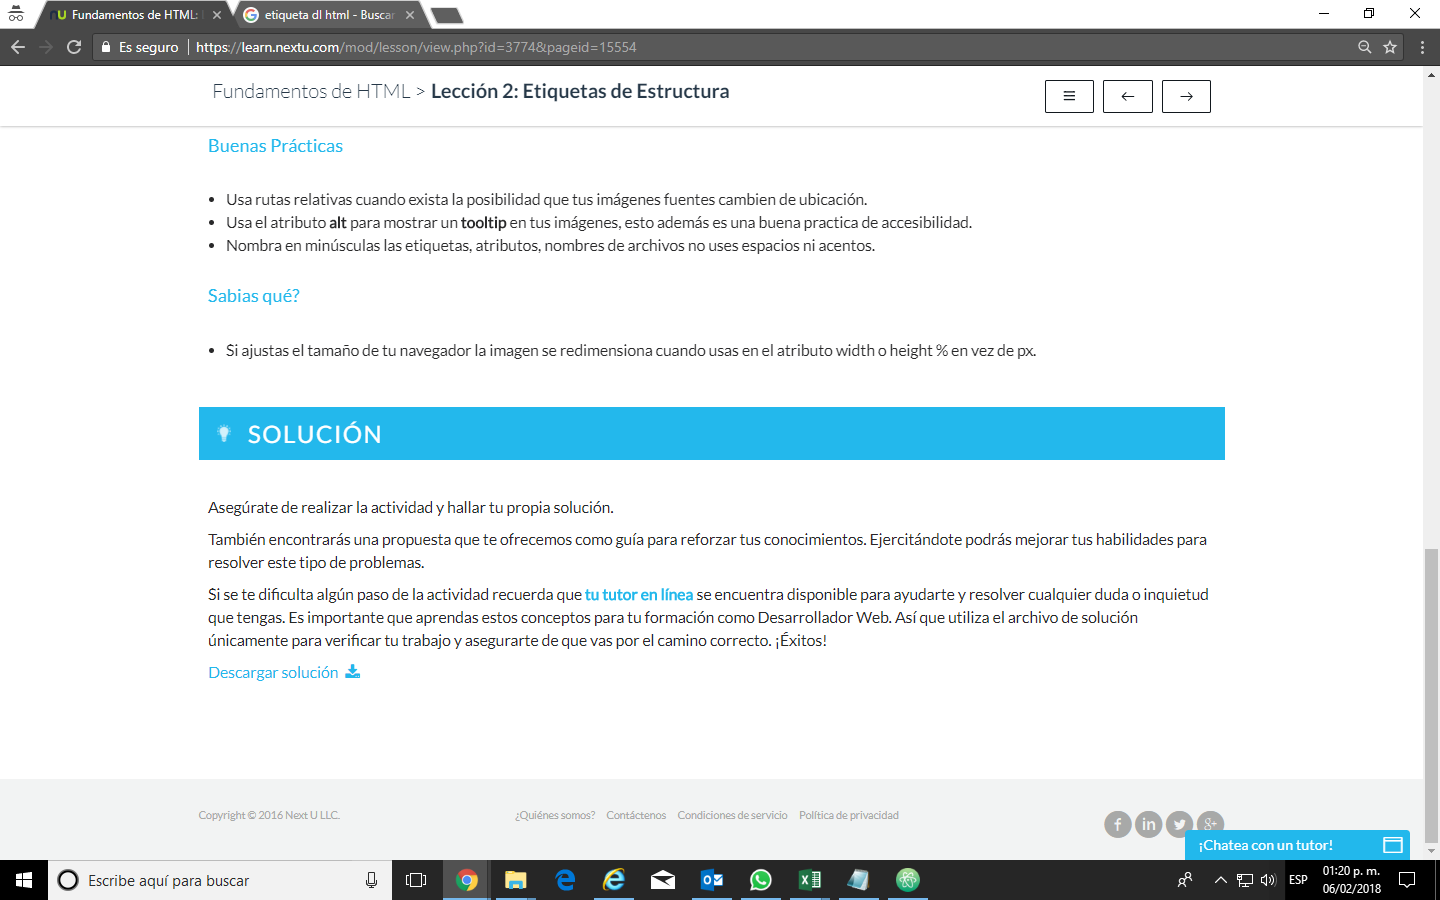 Fundamentos de HTML:
etiqueta dl html - Buscar
Es seguro
https://learn.nextu.com/mod/lesson/view.php?id=3774&pageid=15554
Fundamentos de HTML > Lección 2: Etiquetas de Estructura
Buenas Prácticas
Usa rutas relativas cuando exista la posibilidad que tus imágenes fuentes cambien de ubicación.
Usa el atributo alt para mostrar un tooltip en tus imágenes, esto además es una buena practica de accesibilidad.
Nombra en minúsculas las etiquetas, atributos, nombres de archivos no uses espacios ni acentos.
Sabias qué?
Si ajustas el tamaño de tu navegador la imagen se redimensiona cuando usas en el atributo width o height % en vez de px.
SOLUCIÓN
Asegúrate de realizar la actividad y hallar tu propia solución.
También encontrarás una propuesta que te ofrecemos como guía para reforzar tus conocimientos. Ejercitándote podrás mejorar tus habilidades para
resolver este tipo de problemas.
Si se te dificulta algún paso de la actividad recuerda que tu tutor en línea se encuentra disponible para ayudarte y resolver cualquier duda o inquietud
que tengas. Es importante que aprendas estos conceptos para tu formación como Desarrollador Web. Así que utiliza el archivo de solución
únicamente para verificar tu trabajo y asegurarte de que vas por el camino correcto. ¡Éxitos!
Descargar solución
Copyright © 2016 Next U LLC.
¿Quiénes somos? Contáctenos Condiciones de servicio Política de privacidad
¡Chatea con un tutor!
Escribe aquí para buscar
ESP
01:20 p. m.
06/02/2018